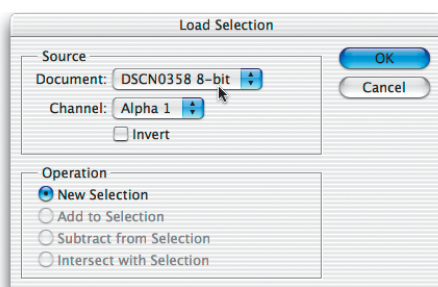 Load Selection
Source
Document: DSCN0358 8-bit
Channel: Alpha 1
Invert
OK
Cancel
Operation
New Selection
Add to Selection
Subtract from Selection
Intersect with Selection